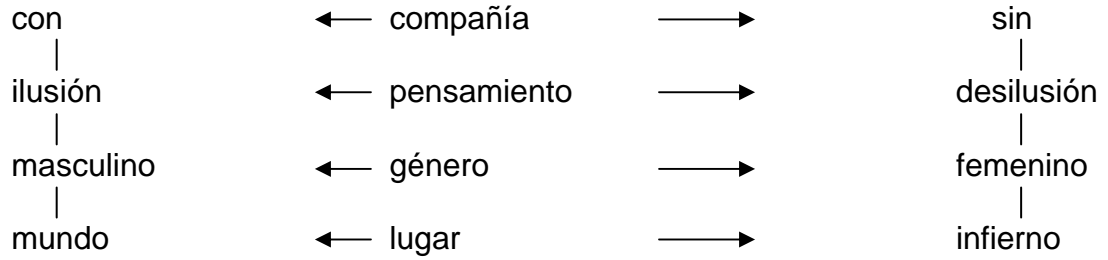 con compañía sin
ilusión pensamiento desilusión
masculino género femenino
mundo lugar infierno